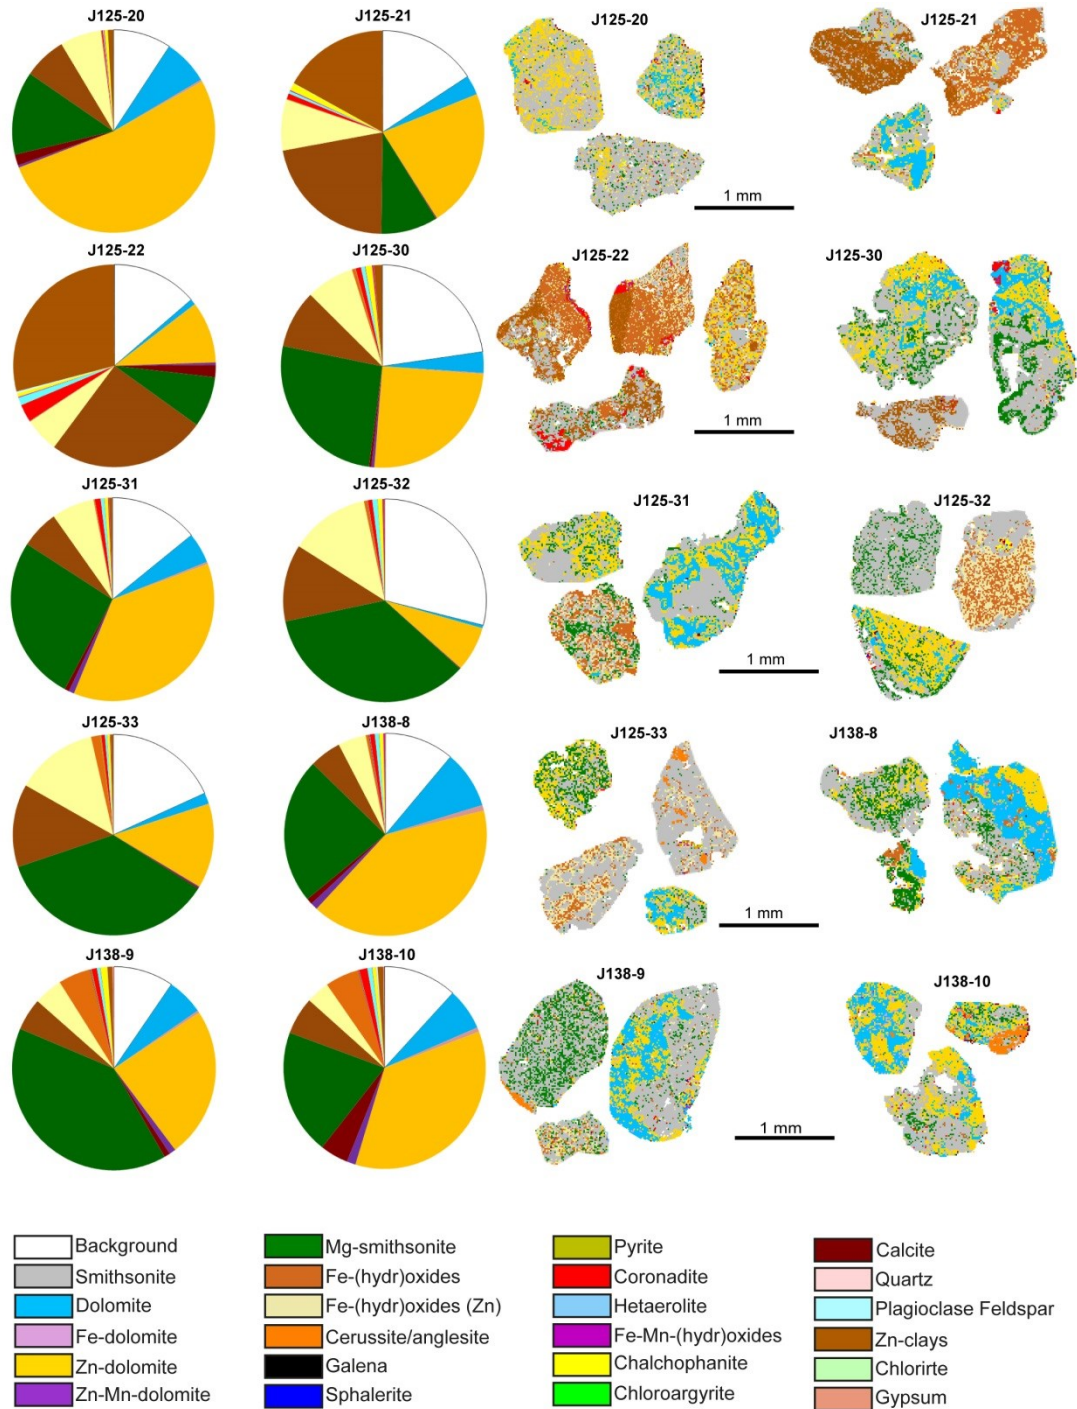 J125-20 J125-21 J125-20 J125-21
1 mm
J125-22 J125-30 J125-22 J125-30
1 mm
J125-31 J125-32 J125-31 J125-32
1 mm
J125-33 J138-8 J125-33 J138-8
1 mm
J138-9 J138-10 J138-9 J138-10
1 mm
Background
Smithsonite
Dolomite
Fe-dolomite
Zn-dolomite
Zn-Mn-dolomite
Mg-smithsonite
Fe-(hydr)oxides
Fe-(hydr)oxides (Zn)
Cerussite/anglesite
Galena
Sphalerite
Pyrite
Coronadite
Hetaerolite
Fe-Mn-(hydr)oxides
Chalchophanite
Chloroargyrite
Calcite
Quartz
Plagioclase Feldspar
Zn-clays
Chlorirte
Gypsum